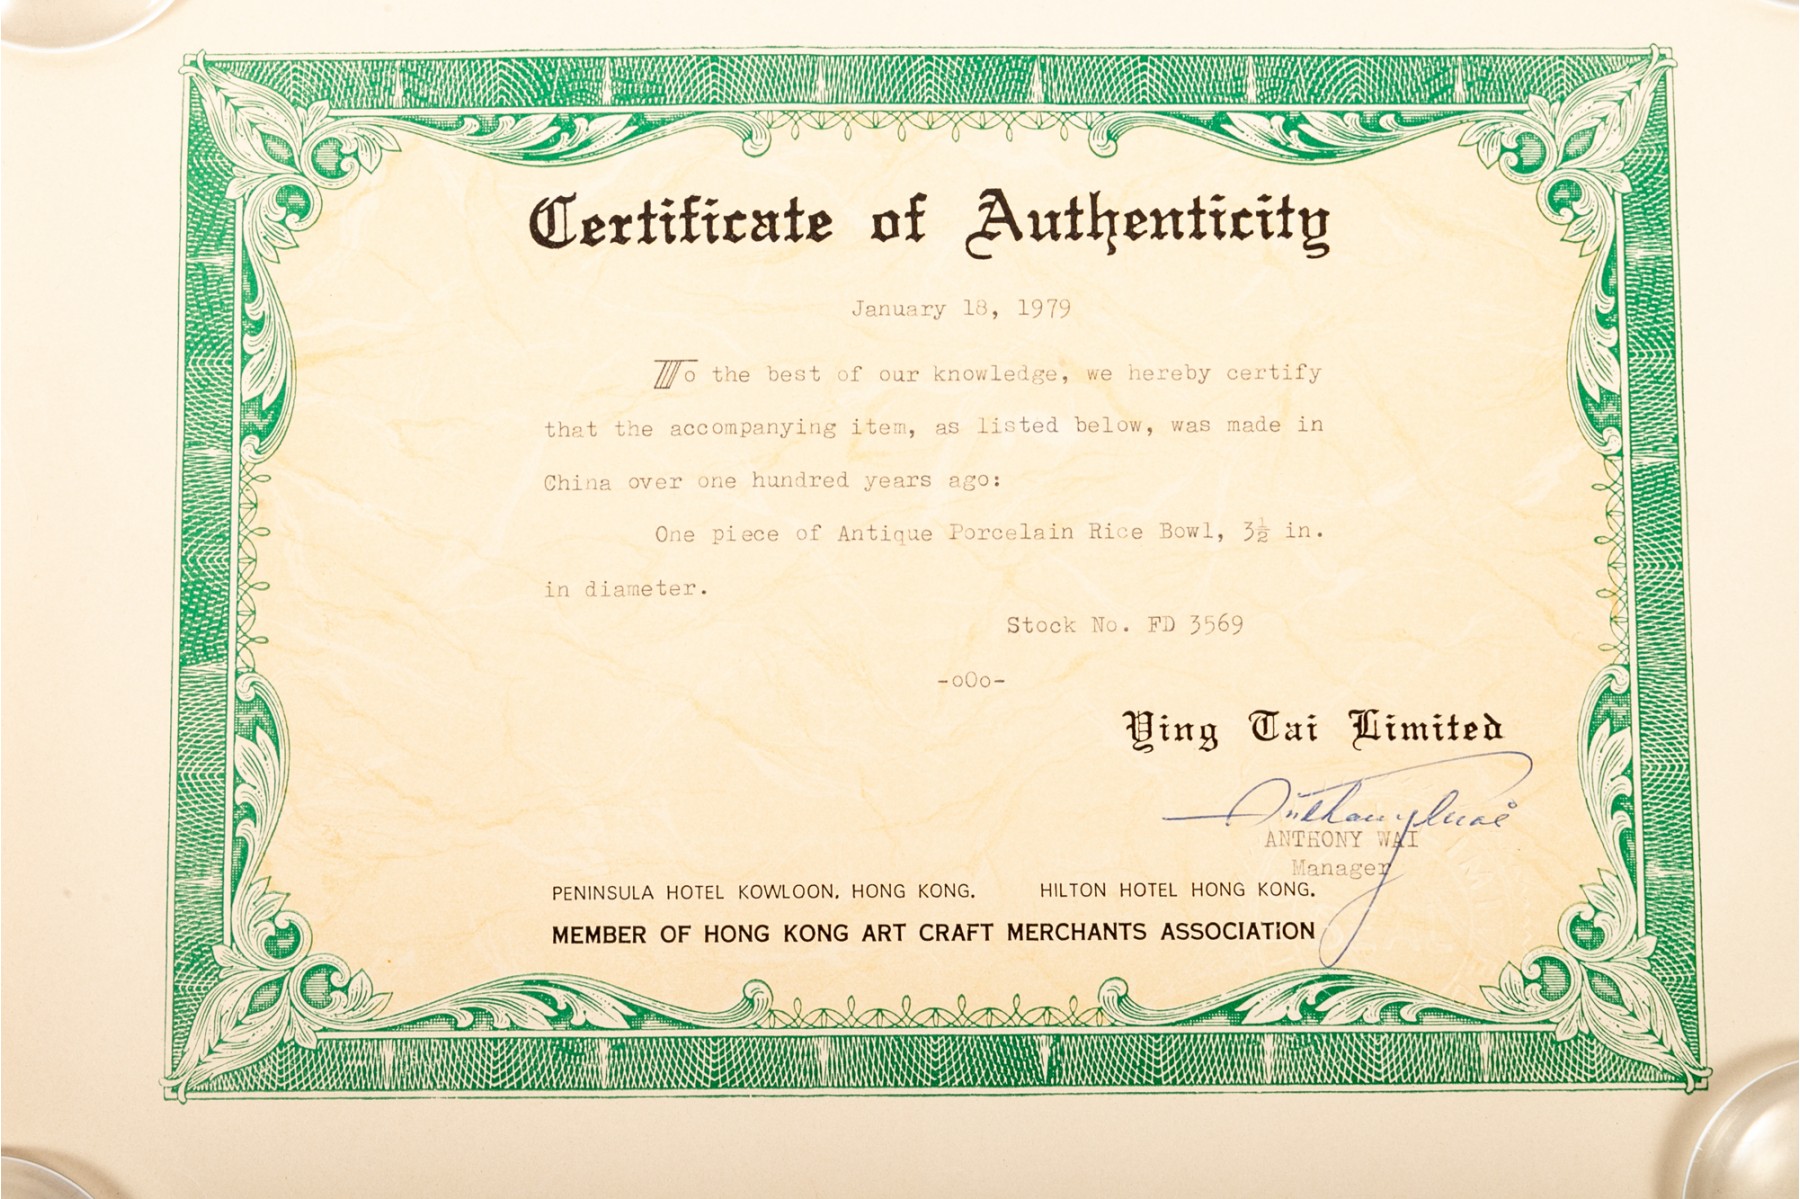 Certificate of Authenticity
January 18, 1979
To the best of our knowledge, we hereby certify
that the accompanying item, as listed below, was made in
China over one hundred years ago:
One piece of Antique Porcelain Rice Bowl, 3½ in.
in diameter.
Stock No. FD 3569
-oOo-
Ying Tai Limited
Anthony Wai
ANTHONY WAI
Manager
PENINSULA HOTEL KOWLOON, HONG KONG. HILTON HOTEL HONG KONG.
MEMBER OF HONG KONG ART CRAFT MERCHANTS ASSOCIATION